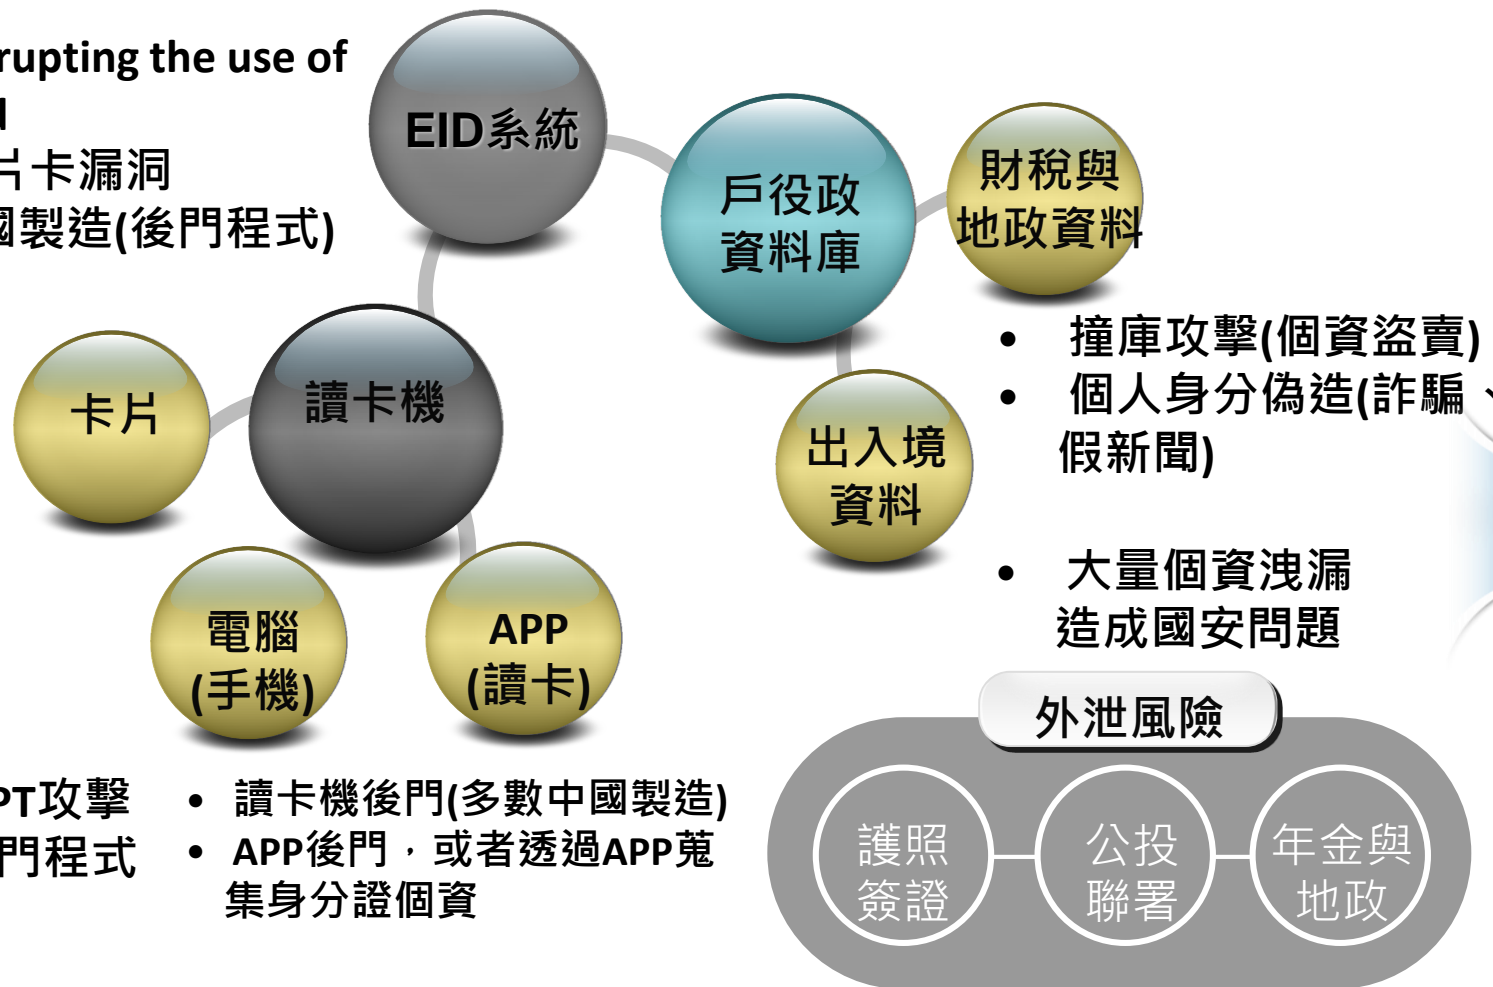 rupting the use of
EID系統
片卡漏洞
國製造(後門程式)
戶役政
資料庫
財稅與
地政資料
• 撞庫攻擊(個資盜賣)
• 個人身分偽造(詐騙、
假新聞)
卡片
讀卡機
出入境
資料
• 大量個資洩漏
造成國安問題
電腦
(手機)
APP
(讀卡)
外泄風險
PT攻擊
門程式
• 讀卡機後門(多數中國製造)
• APP後門，或者透過APP蒐
集身分證個資
護照
簽證
公投
聯署
年金與
地政